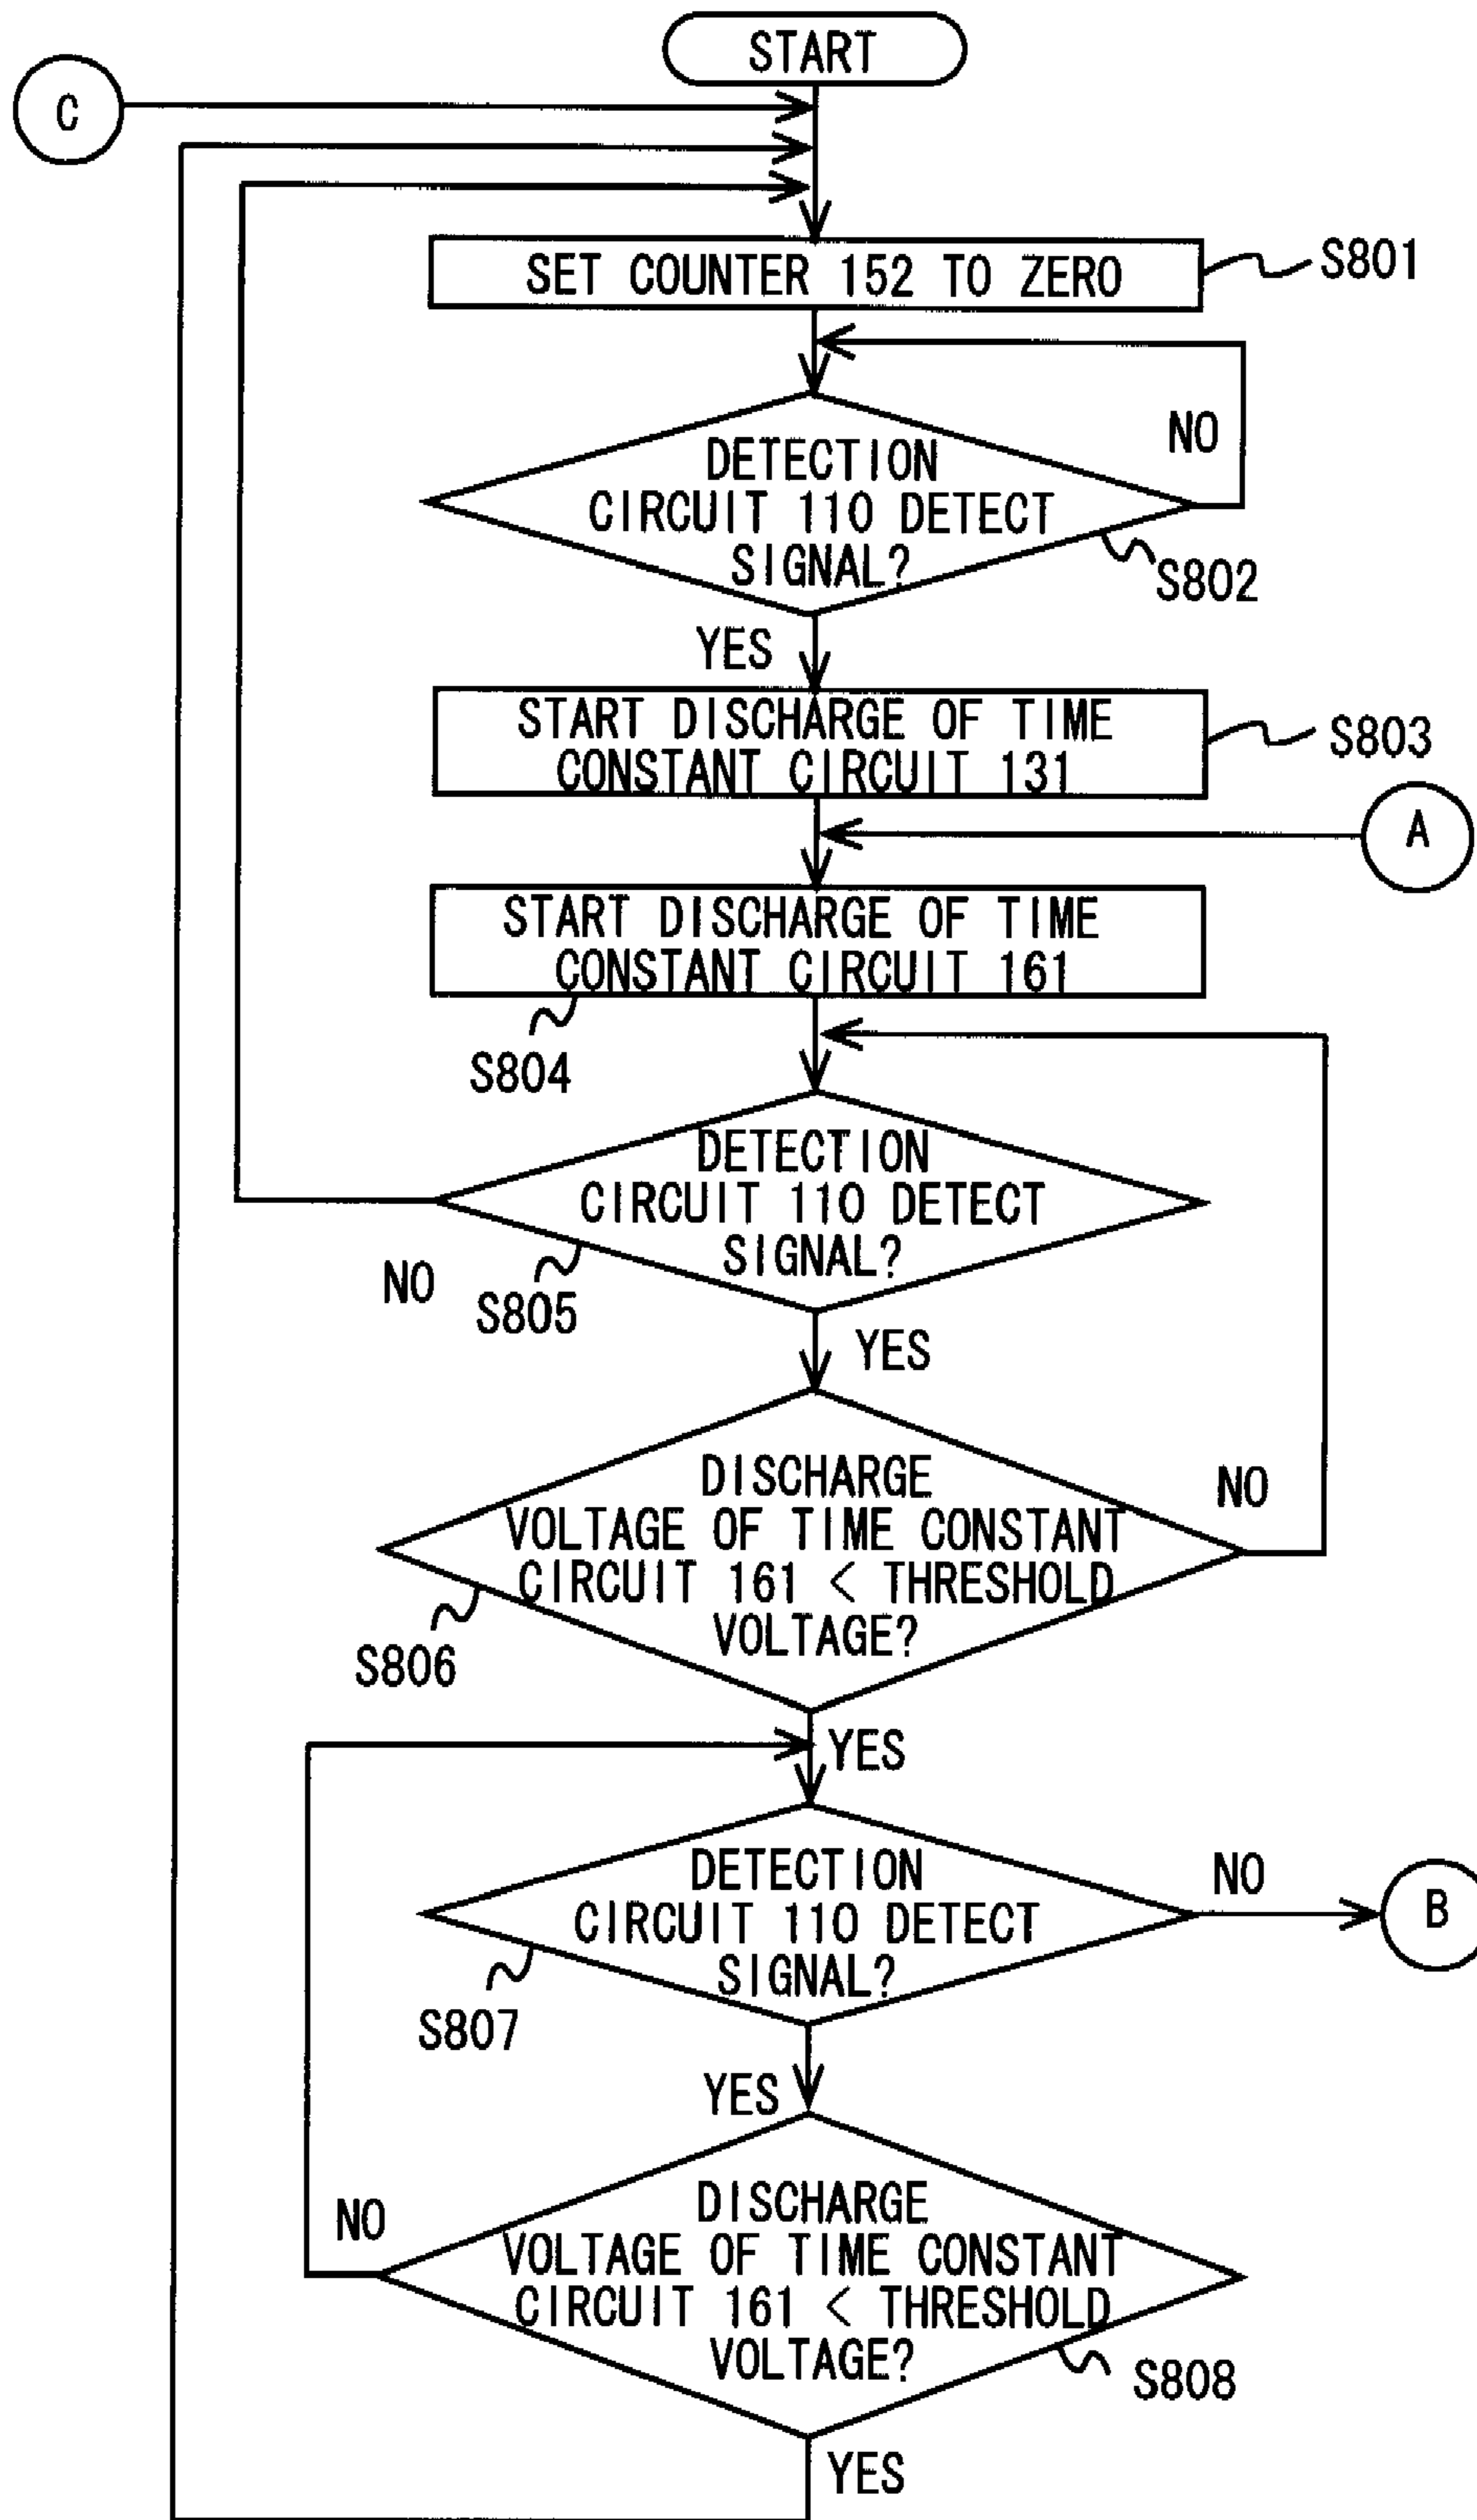 START
C
SET COUNTER 152 TO ZERO
S801
NO
DETECTION
CIRCUIT 110 DETECT
SIGNAL?
S802
YES
START DISCHARGE OF TIME
CONSTANT CIRCUIT 131
S803
A
START DISCHARGE OF TIME
CONSTANT CIRCUIT 161
S804
DETECTION
CIRCUIT 110 DETECT
SIGNAL?
NO
S805
YES
DISCHARGE
VOLTAGE OF TIME CONSTANT
CIRCUIT 161 < THRESHOLD
VOLTAGE?
NO
S806
YES
DETECTION
CIRCUIT 110 DETECT
SIGNAL?
NO
B
S807
YES
DISCHARGE
VOLTAGE OF TIME CONSTANT
CIRCUIT 161 < THRESHOLD
VOLTAGE?
NO
S808
YES